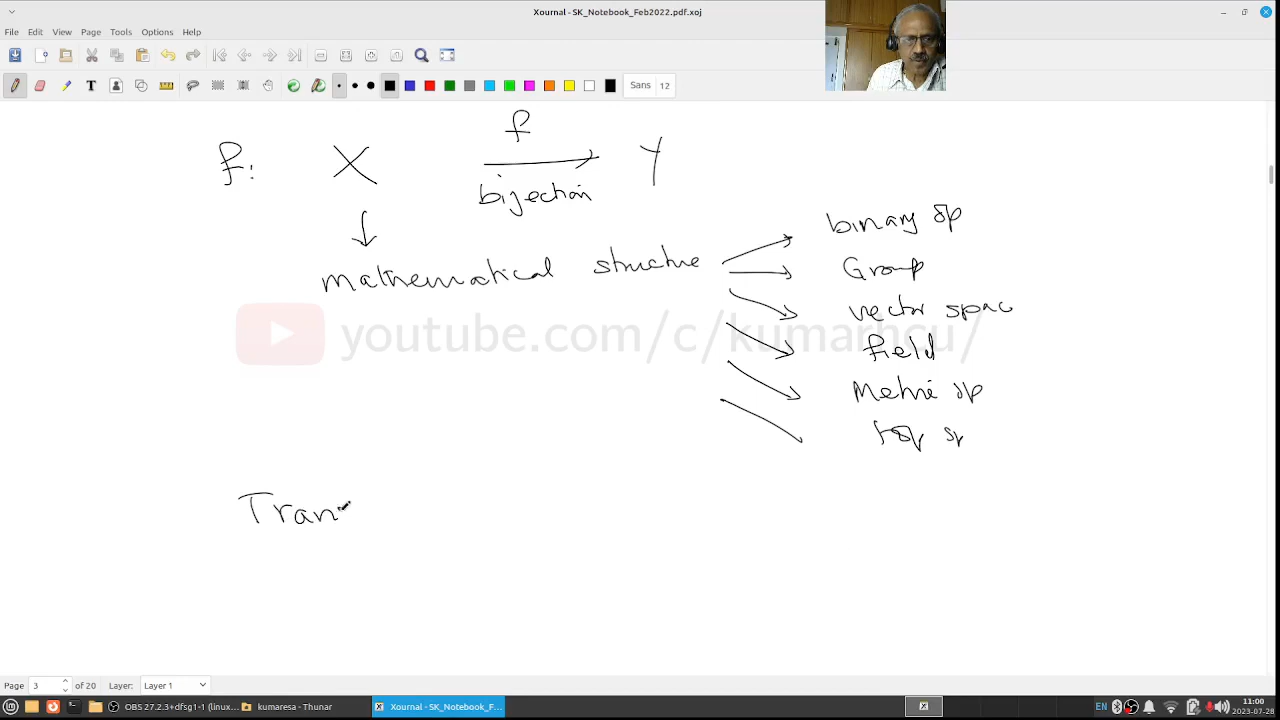 Xournal - SK_Notebook_Feb2022.pdf.xoj
File Edit View Page Tools Options Help
Sans 12
f
f: X Y
bijection
binary op
mathematical structure
Group
vector spac
youtube.com/c/kumarhcu/
field
Metri sp
top sp
Tran
Page 3 of 20 Layer: Layer 1
OBS 27.2.3+dfsg1-1 (linux... kumaresa - Thunar Xournal - SK_Notebook_F... EN 11:00
2023-07-28